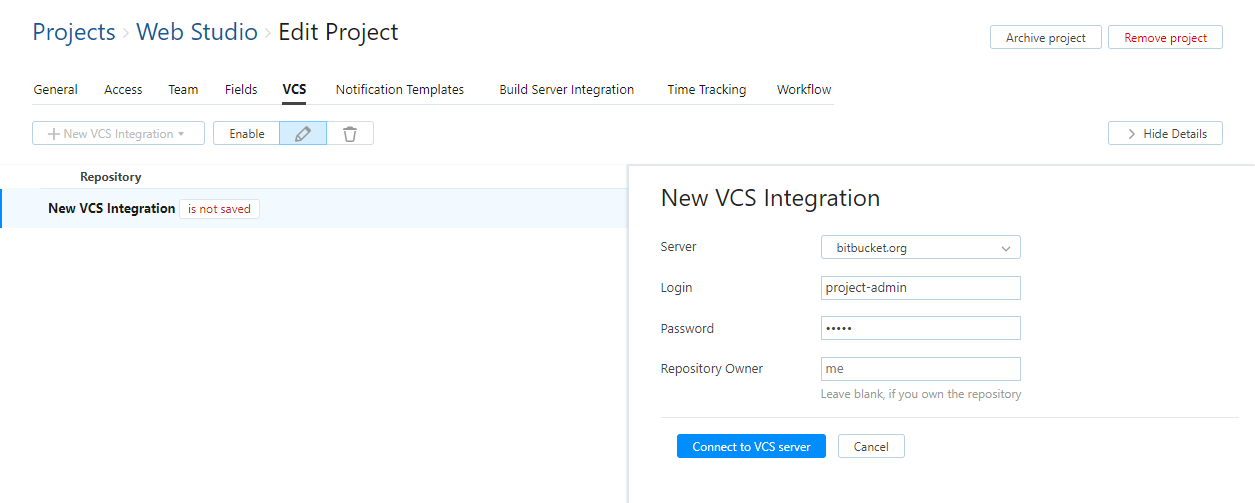 Projects › Web Studio › Edit Project
Archive project
Remove project
General Access Team Fields VCS Notification Templates Build Server Integration Time Tracking Workflow
+ New VCS Integration
Enable
Hide Details
Repository
New VCS Integration is not saved
New VCS Integration
Server bitbucket.org
Login project-admin
Password •••••
Repository Owner me
Leave blank, if you own the repository
Connect to VCS server Cancel